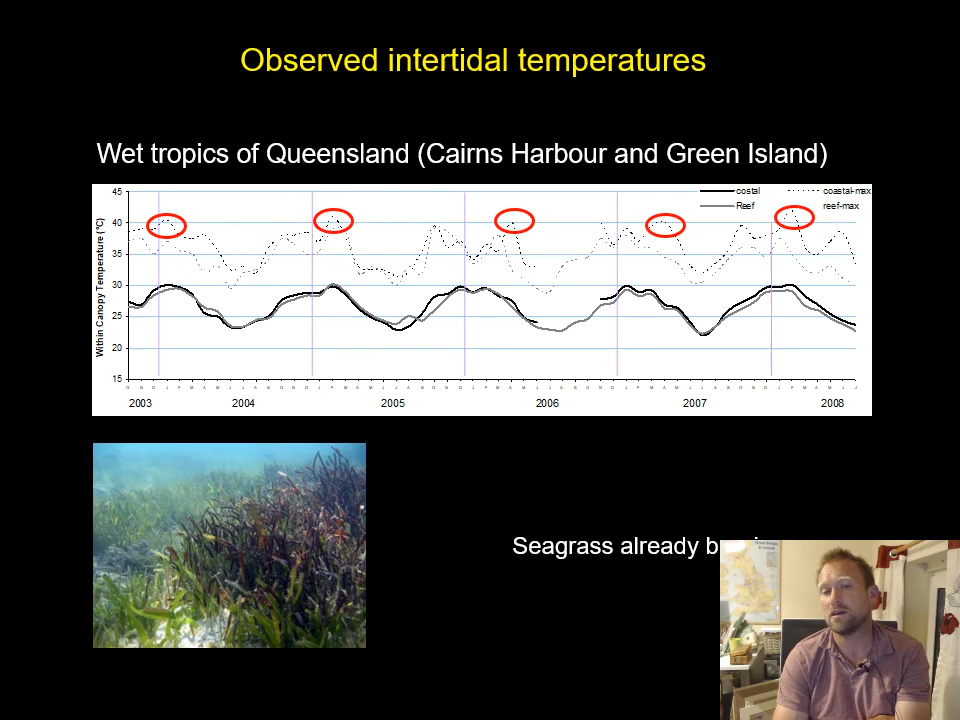 Observed intertidal temperatures
Wet tropics of Queensland (Cairns Harbour and Green Island)
costal
coastal-max
Reef
reef-max
Within Canopy Temperature (°C)
45
40
35
30
25
20
15
2003 2004 2005 2006 2007 2008
Seagrass already